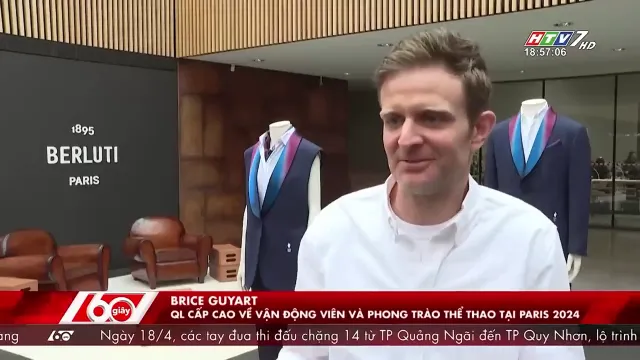 HTV7 HD
18:57:06
1895
BERLUTI
PARIS
60 giây
BRICE GUYART
QL CẤP CAO VỀ VẬN ĐỘNG VIÊN VÀ PHONG TRÀO THỂ THAO TẠI PARIS 2024
Ngày 18/4, các tay đua thi đấu chặng 14 từ TP Quảng Ngãi đến TP Quy Nhơn, lộ trình